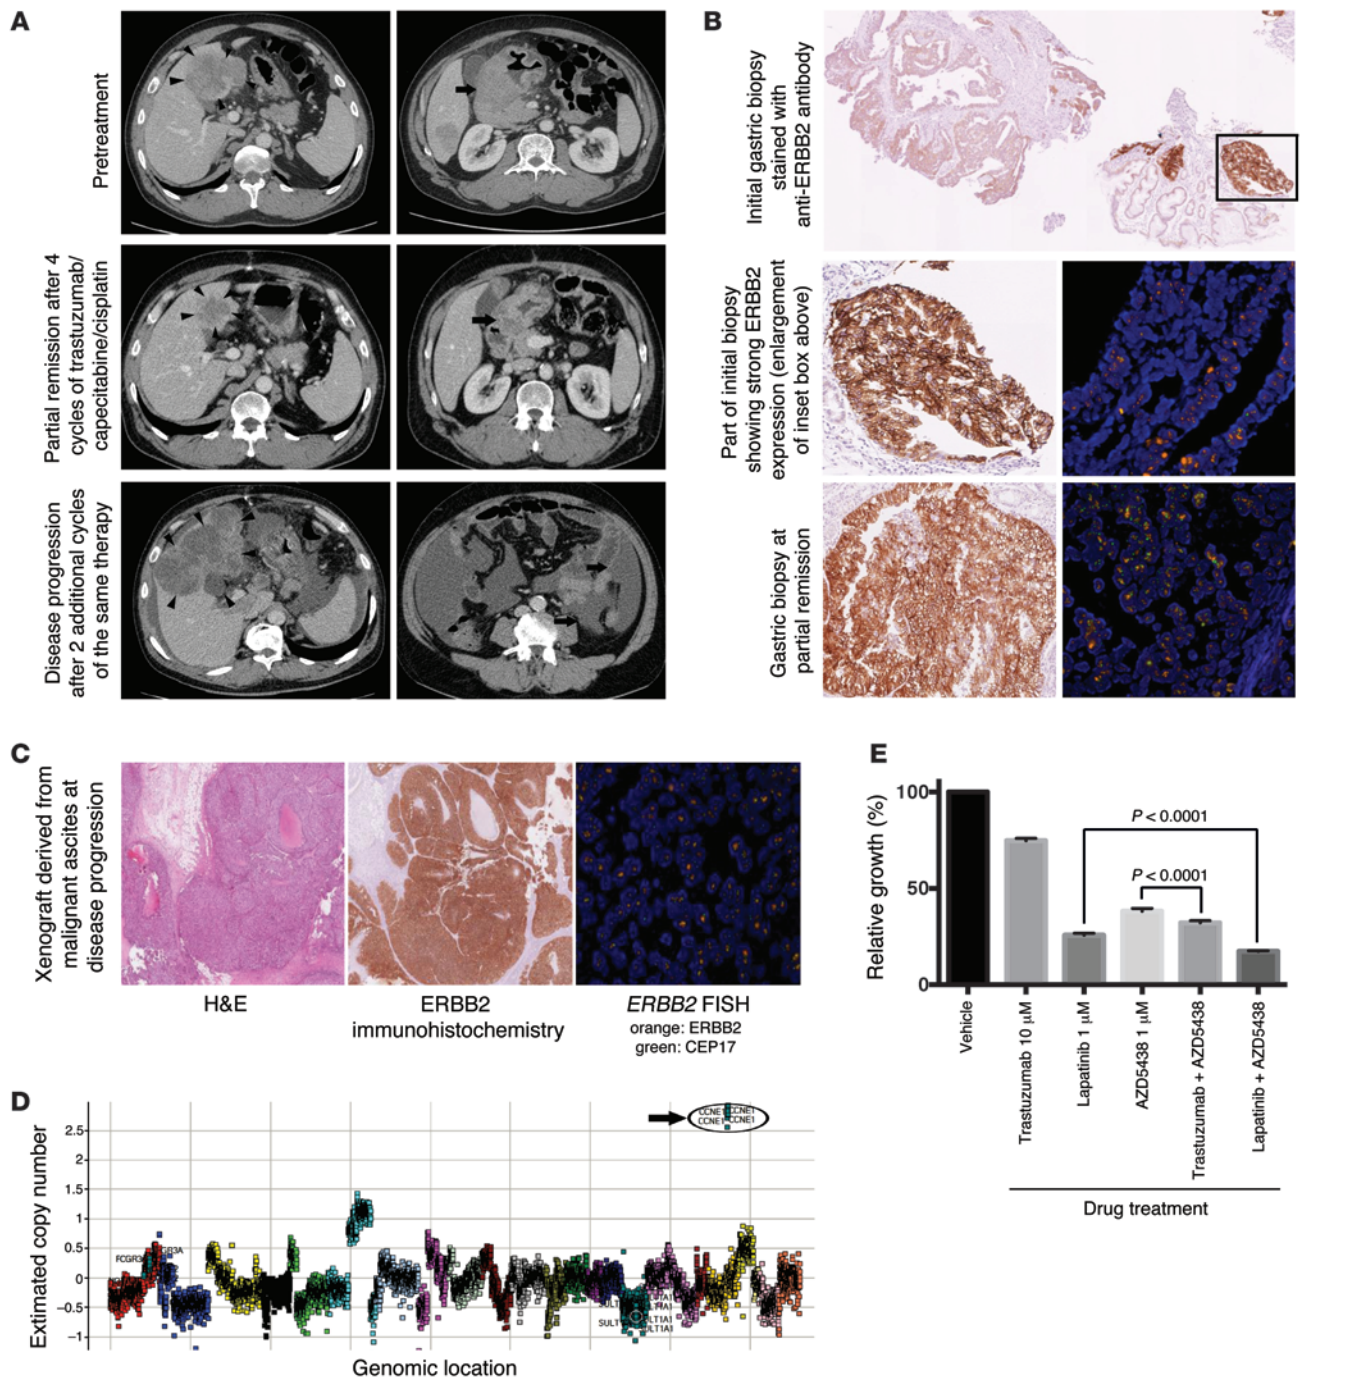 A
Pretreatment
Partial remission after 4
cycles of trastuzumab/
capecitabine/cisplatin
Disease progression
after 2 additional cycles
of the same therapy
B
Initial gastric biopsy
stained with
anti-ERBB2 antibody
Part of initial biopsy
showing strong ERBB2
expression (enlargement
of inset box above)
Gastric biopsy at
partial remission
C
Xenograft derived from
malignant ascites at
disease progression
H&E
ERBB2
immunohistochemistry
ERBB2 FISH
orange: ERBB2
green: CEP17
D
Extimated copy number
2.5
2
1.5
1
0.5
0
−0.5
−1
CCNE1 CCNE1
CCNE1 CCNE1
Genomic location
E
Relative growth (%)
100
50
0
P < 0.0001
P < 0.0001
Vehicle
Trastuzumab 10 μM
Lapatinib 1 μM
AZD5438 1 μM
Trastuzumab + AZD5438
Lapatinib + AZD5438
Drug treatment